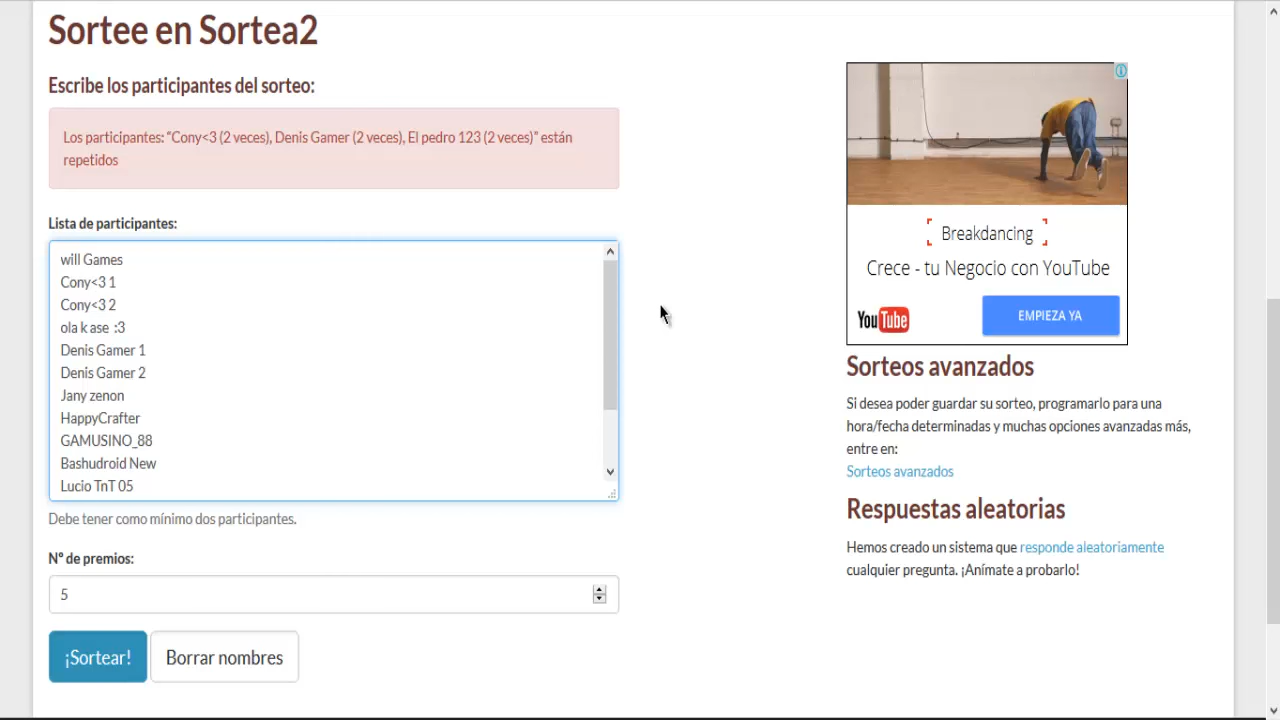 Sortee en Sortea2
Escribe los participantes del sorteo:
Los participantes: "Cony<3 (2 veces), Denis Gamer (2 veces), El pedro 123 (2 veces)" están
repetidos
Lista de participantes:
will Games
Cony<3 1
Cony<3 2
ola k ase :3
Denis Gamer 1
Denis Gamer 2
Jany zenon
HappyCrafter
GAMUSINO_88
Bashudroid New
Lucio TnT 05
Debe tener como mínimo dos participantes.
Nº de premios:
5
¡Sortear!
Borrar nombres
Breakdancing
Crece - tu Negocio con YouTube
YouTube
EMPIEZA YA
Sorteos avanzados
Si desea poder guardar su sorteo, programarlo para una
hora/fecha determinadas y muchas opciones avanzadas más,
entre en:
Sorteos avanzados
Respuestas aleatorias
Hemos creado un sistema que responde aleatoriamente
cualquier pregunta. ¡Anímate a probarlo!